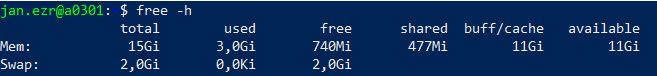 jan.ezr@a0301: $ free -h
total used free shared buff/cache available
Mem: 15Gi 3,0Gi 740Mi 477Mi 11Gi 11Gi
Swap: 2,0Gi 0,0Ki 2,0Gi